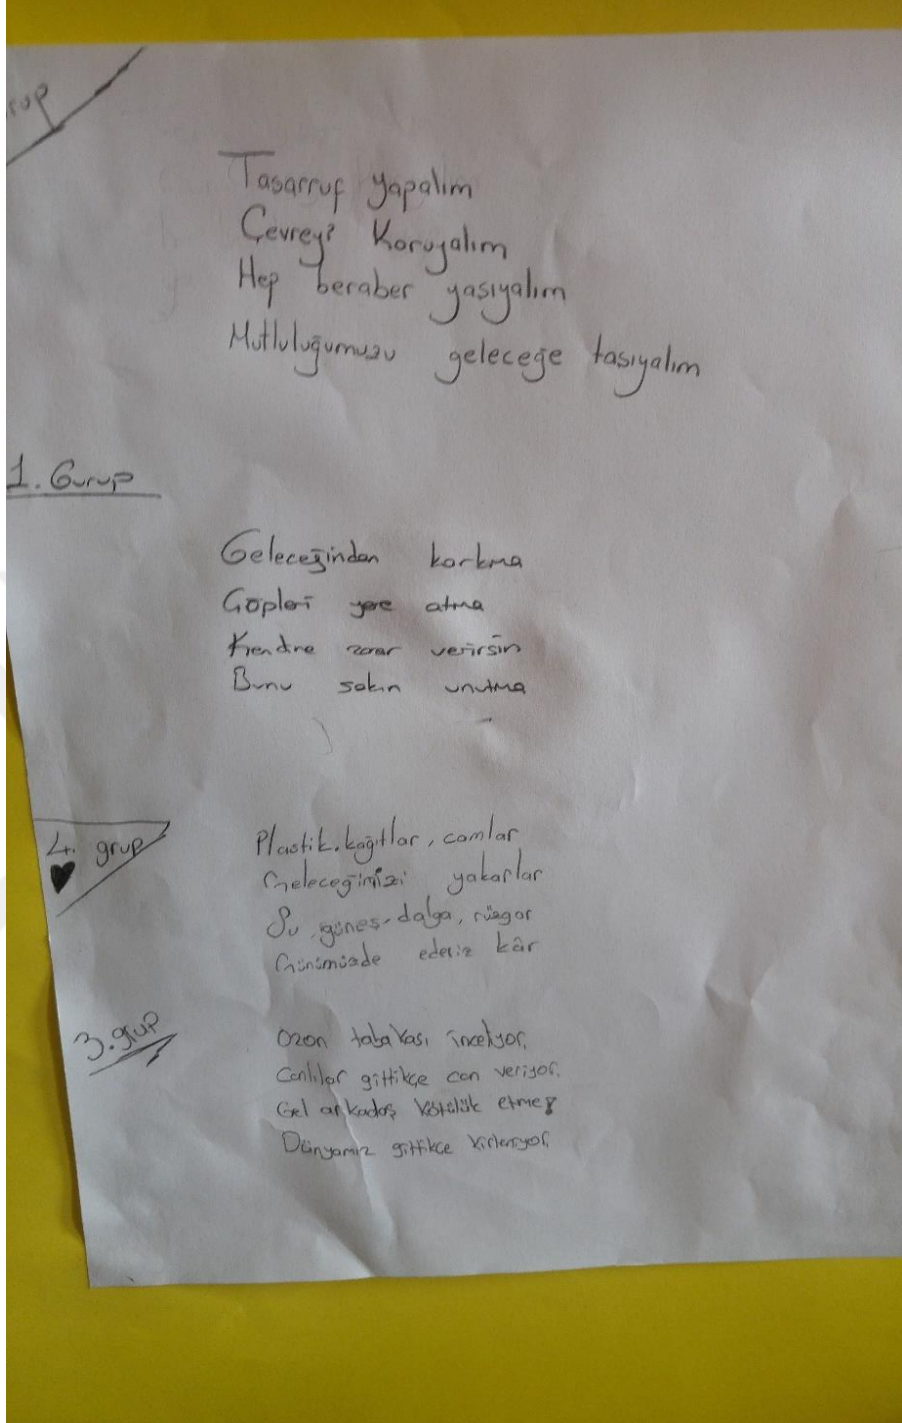 rup
Tasarruf yapalım
Çevreyi Koruyalım
Hep beraber yaşıyalım
Mutluluğumuzu geleceğe taşıyalım
1. Gurup
Geleceğinden korkma
Çöpleri yere atma
Kendine zarar verirsin
Bunu sakın unutma
4. grup
Plastik, kağıtlar, camlar
Geleceğimizi yakarlar
Su, güneş, dalga, rüzgar
Günümüzde ederiz kâr
3. grup
Ozon tabakası inceliyor,
Canlılar gittikçe can veriyor.
Gel arkadaş kötülük etme!
Dünyamız gittikçe kirleniyor.